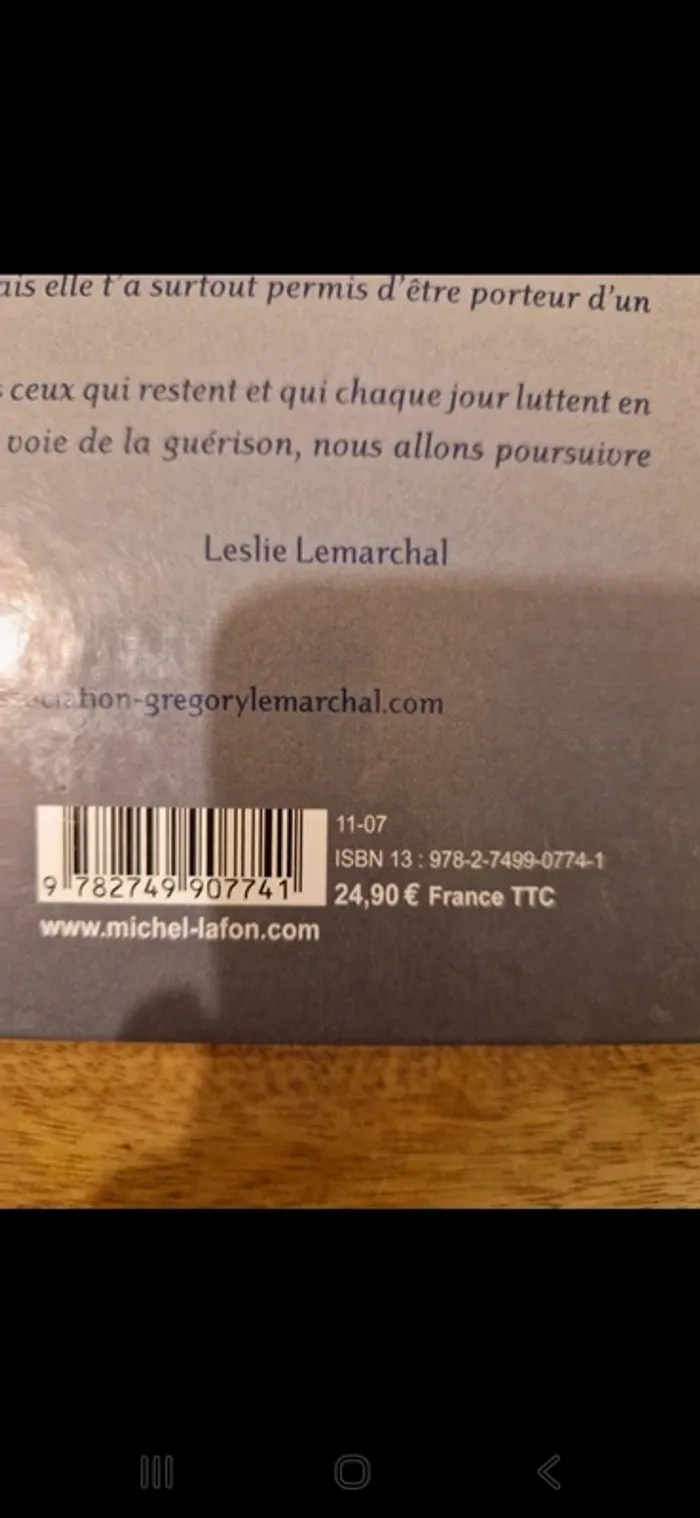 ais elle t'a surtout permis d'être porteur d'un
ceux qui restent et qui chaque jour luttent en
voie de la guérison, nous allons poursuivre
Leslie Lemarchal
ciation-gregorylemarchal.com
11-07
ISBN 13 : 978-2-7499-0774-1
9 782749 907741
24,90 € France TTC
www.michel-lafon.com